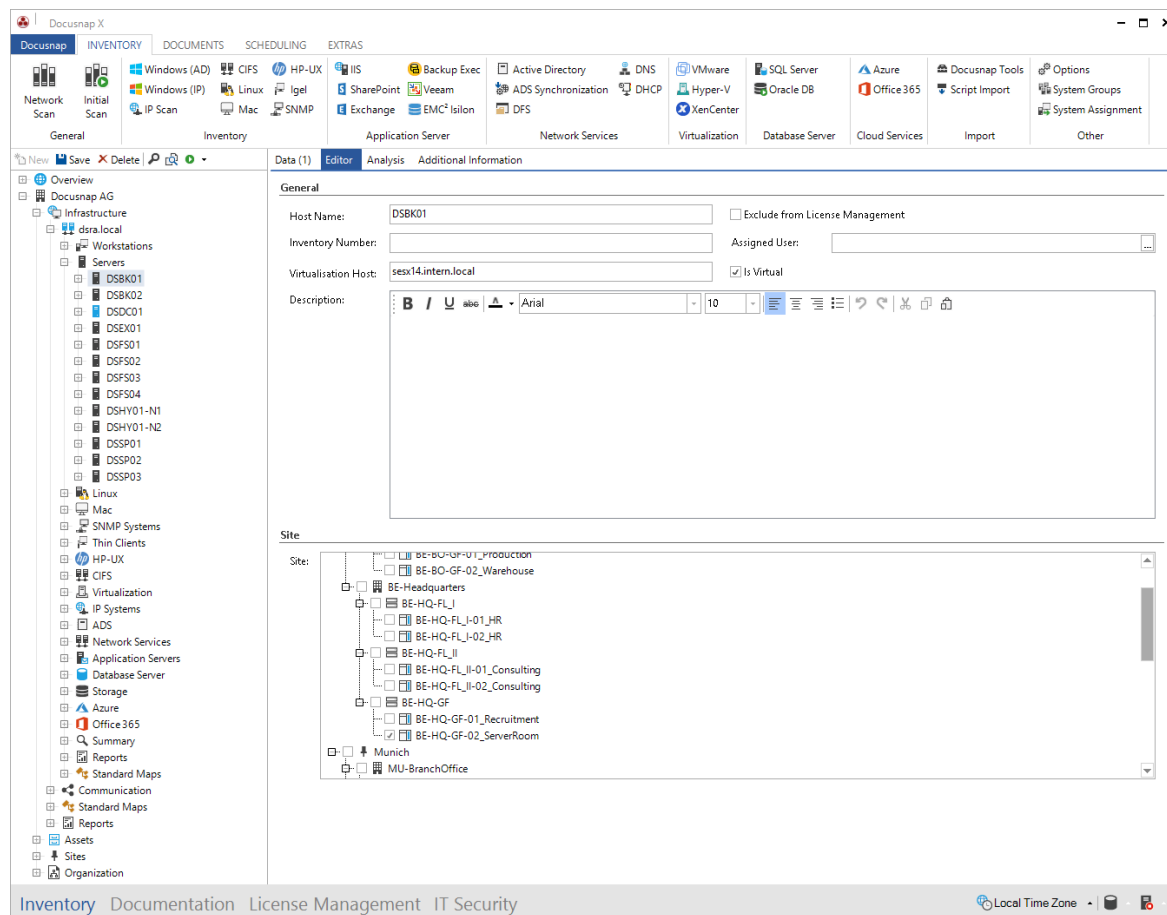 Docusnap X
Docusnap INVENTORY DOCUMENTS SCHEDULING EXTRAS
Windows (AD) CIFS HP-UX IIS Backup Exec Active Directory DNS VMware SQL Server Azure Docusnap Tools Options
Windows (IP) Linux Igel SharePoint Veeam ADS Synchronization DHCP Hyper-V Oracle DB Office 365 Script Import System Groups
Network Scan Initial Scan IP Scan Mac SNMP Exchange EMC² Isilon DFS XenCenter System Assignment
General Inventory Application Server Network Services Virtualization Database Server Cloud Services Import Other
New Save Delete
Data (1) Editor Analysis Additional Information
Overview
Docusnap AG
Infrastructure
dsra.local
Workstations
Servers
DSBK01
DSBK02
DSDC01
DSEX01
DSFS01
DSFS02
DSFS03
DSFS04
DSHY01-N1
DSHY01-N2
DSSP01
DSSP02
DSSP03
Linux
Mac
SNMP Systems
Thin Clients
HP-UX
CIFS
Virtualization
IP Systems
ADS
Network Services
Application Servers
Database Server
Storage
Azure
Office 365
Summary
Reports
Standard Maps
Communication
Standard Maps
Reports
Assets
Sites
Organization
General
Host Name: DSBK01 Exclude from License Management
Inventory Number: Assigned User: ...
Virtualisation Host: sesx14.intern.local Is Virtual
Description: B I U abc A Arial 10
Site
Site:
BE-BO-GF-01_Production
BE-BO-GF-02_Warehouse
BE-Headquarters
BE-HQ-FL_I
BE-HQ-FL_I-01_HR
BE-HQ-FL_I-02_HR
BE-HQ-FL_II
BE-HQ-FL_II-01_Consulting
BE-HQ-FL_II-02_Consulting
BE-HQ-GF
BE-HQ-GF-01_Recruitment
BE-HQ-GF-02_ServerRoom
Munich
MU-BranchOffice
Inventory Documentation License Management IT Security
Local Time Zone